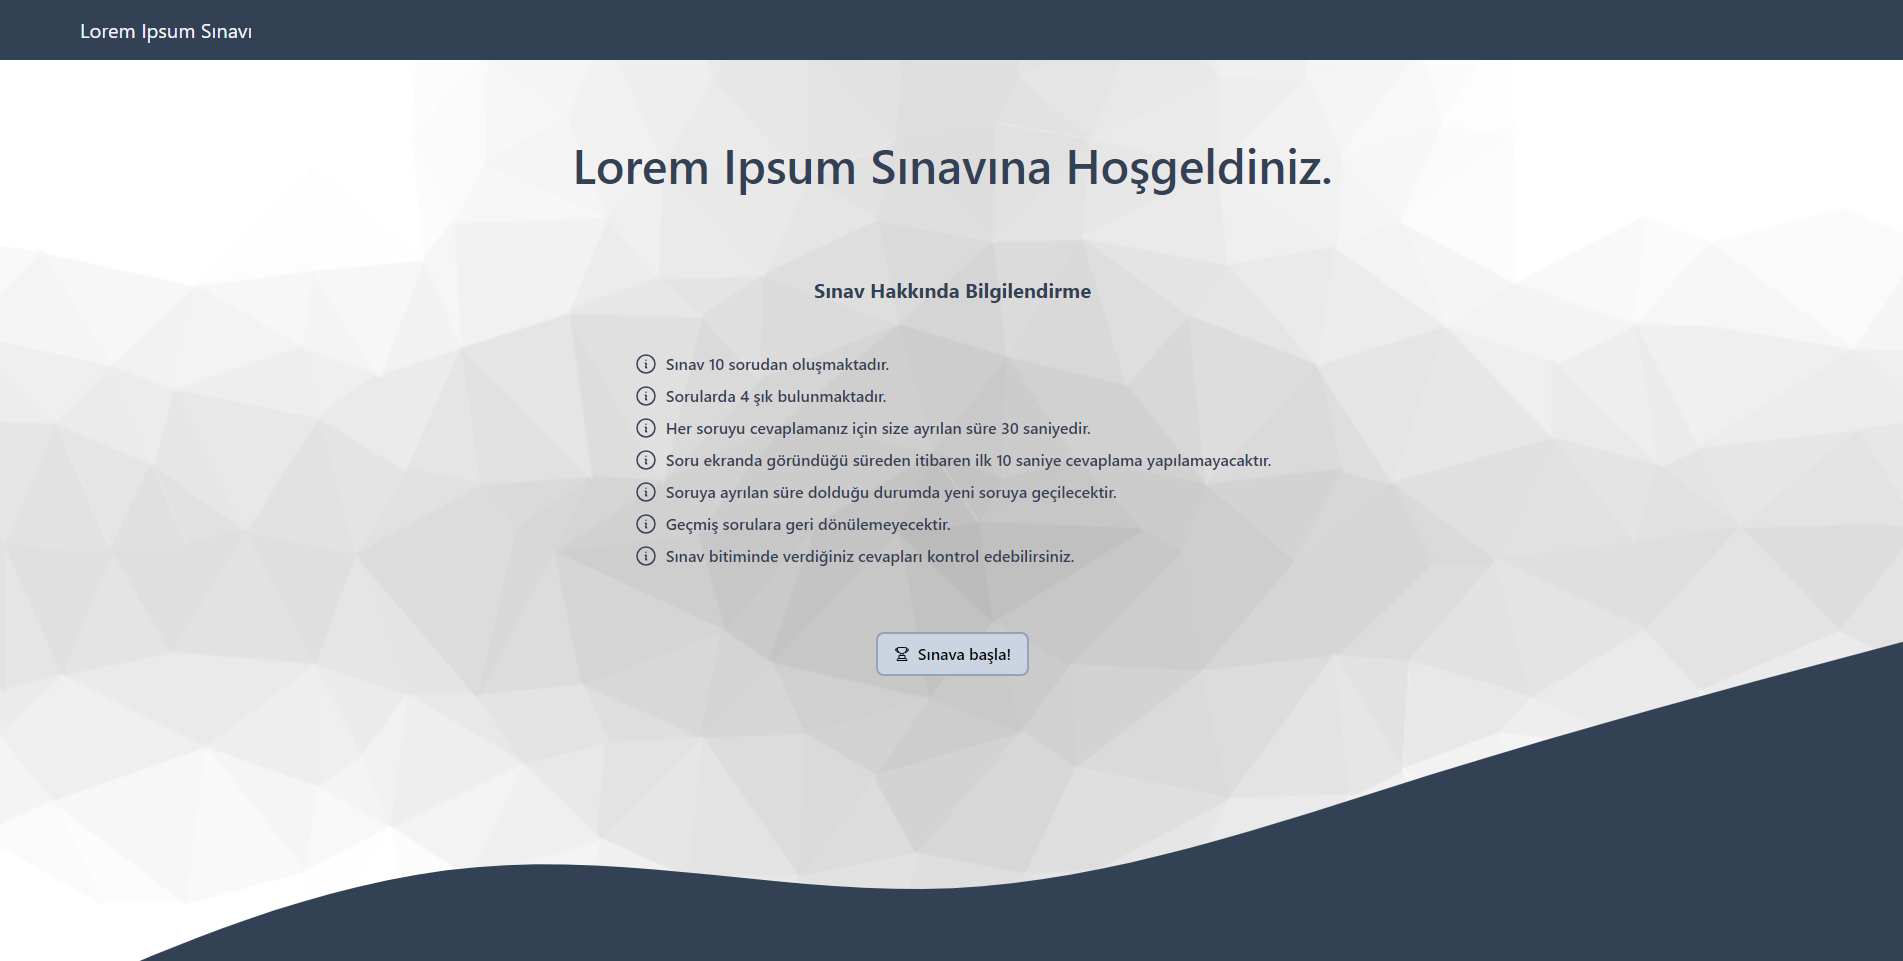 Lorem Ipsum Sınavı
Lorem Ipsum Sınavına Hoşgeldiniz.
Sınav Hakkında Bilgilendirme
Sınav 10 sorudan oluşmaktadır.
Sorularda 4 şık bulunmaktadır.
Her soruyu cevaplamanız için size ayrılan süre 30 saniyedir.
Soru ekranda göründüğü süreden itibaren ilk 10 saniye cevaplama yapılamayacaktır.
Soruya ayrılan süre dolduğu durumda yeni soruya geçilecektir.
Geçmiş sorulara geri dönülemeyecektir.
Sınav bitiminde verdiğiniz cevapları kontrol edebilirsiniz.
Sınava başla!